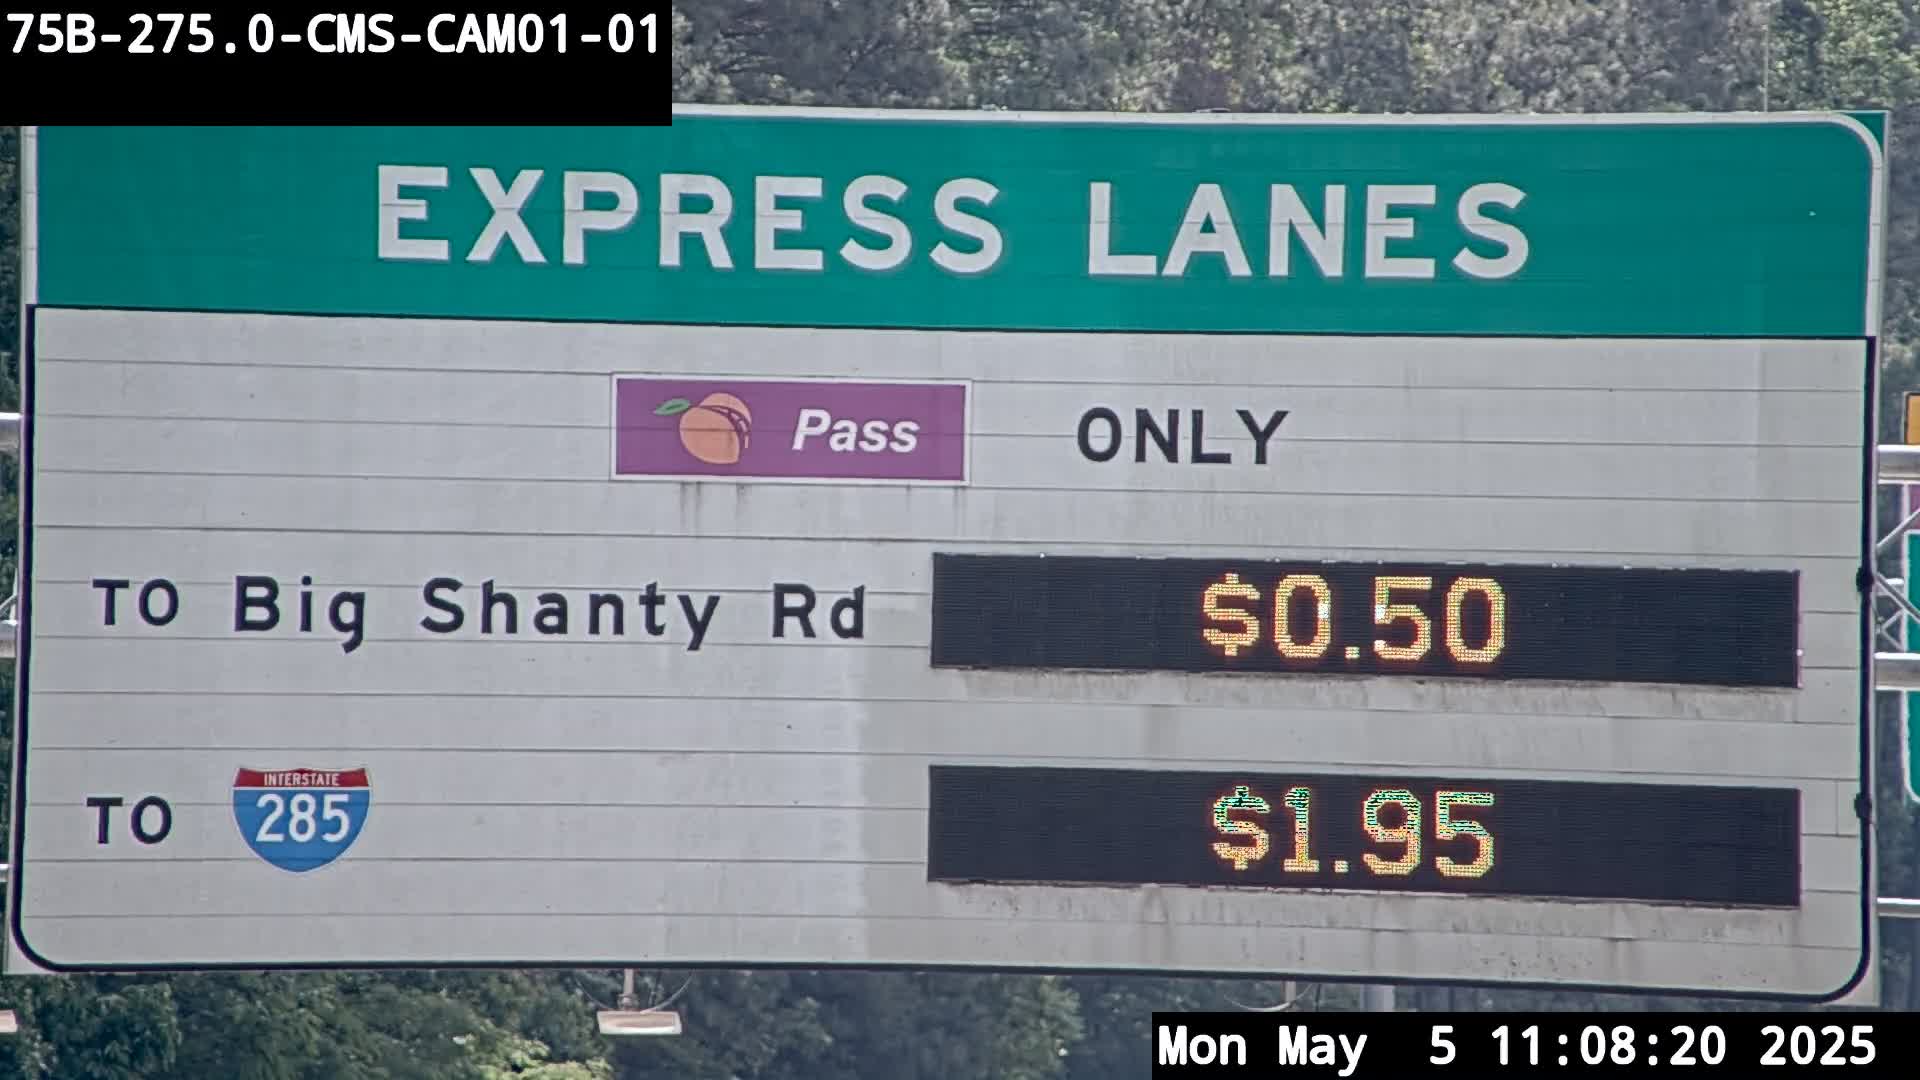 75B-275.0-CMS-CAM01-01
EXPRESS LANES
Pass ONLY
TO Big Shanty Rd $0.50
INTERSTATE
TO 285 $1.95
Mon May 5 11:08:20 2025